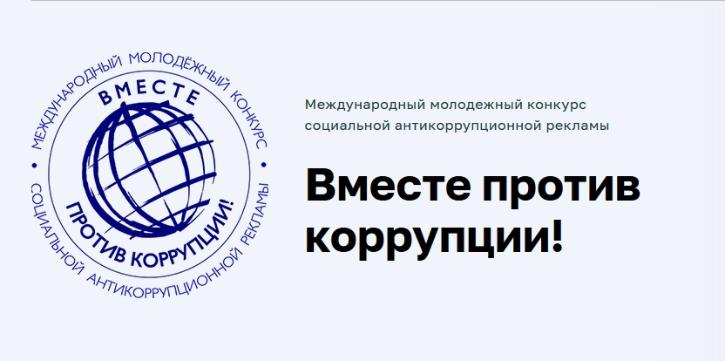 МЕЖДУНАРОДНЫЙ МОЛОДЁЖНЫЙ КОНКУРС
ВМЕСТЕ
ПРОТИВ КОРРУПЦИИ!
СОЦИАЛЬНОЙ АНТИКОРРУПЦИОННОЙ РЕКЛАМЫ
Международный молодежный конкурс
социальной антикоррупционной рекламы
Вместе против
коррупции!